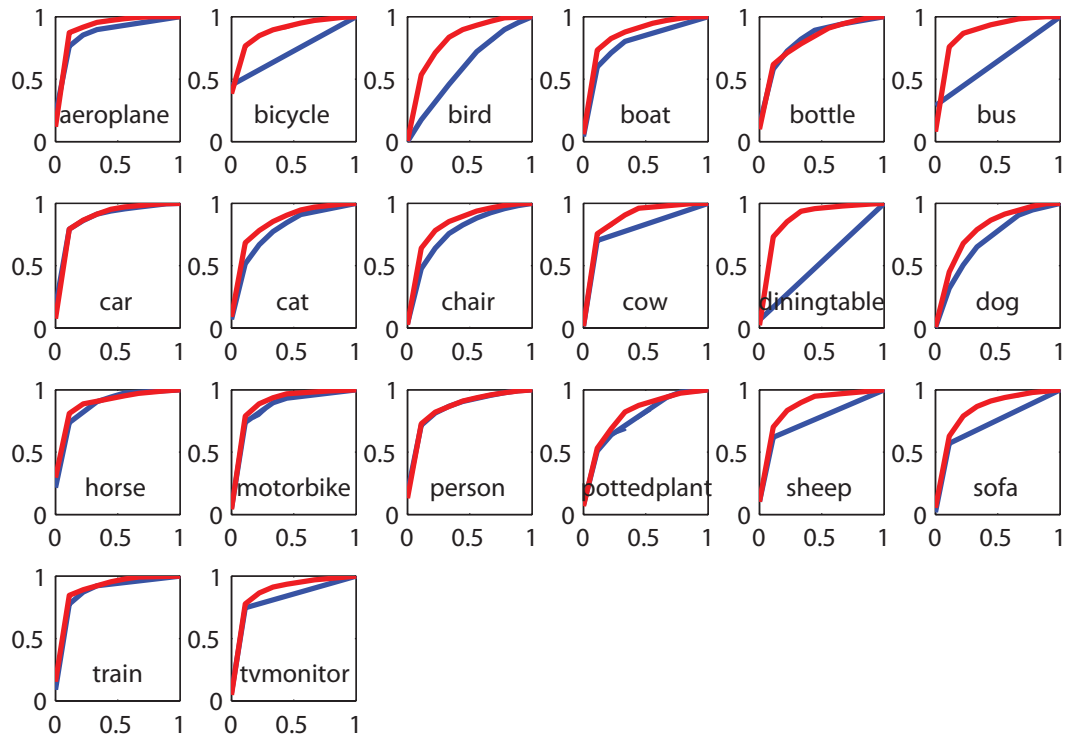 1 1 1 1 1 1
0.5 0.5 0.5 0.5 0.5 0.5
aeroplane bicycle bird boat bottle bus
0 0 0 0 0 0
0 0.5 1 0 0.5 1 0 0.5 1 0 0.5 1 0 0.5 1 0 0.5 1
1 1 1 1 1 1
0.5 0.5 0.5 0.5 0.5 0.5
car cat chair cow diningtable dog
0 0 0 0 0 0
0 0.5 1 0 0.5 1 0 0.5 1 0 0.5 1 0 0.5 1 0 0.5 1
1 1 1 1 1 1
0.5 0.5 0.5 0.5 0.5 0.5
horse motorbike person pottedplant sheep sofa
0 0 0 0 0 0
0 0.5 1 0 0.5 1 0 0.5 1 0 0.5 1 0 0.5 1 0 0.5 1
1 1
0.5 0.5
train tvmonitor
0 0
0 0.5 1 0 0.5 1